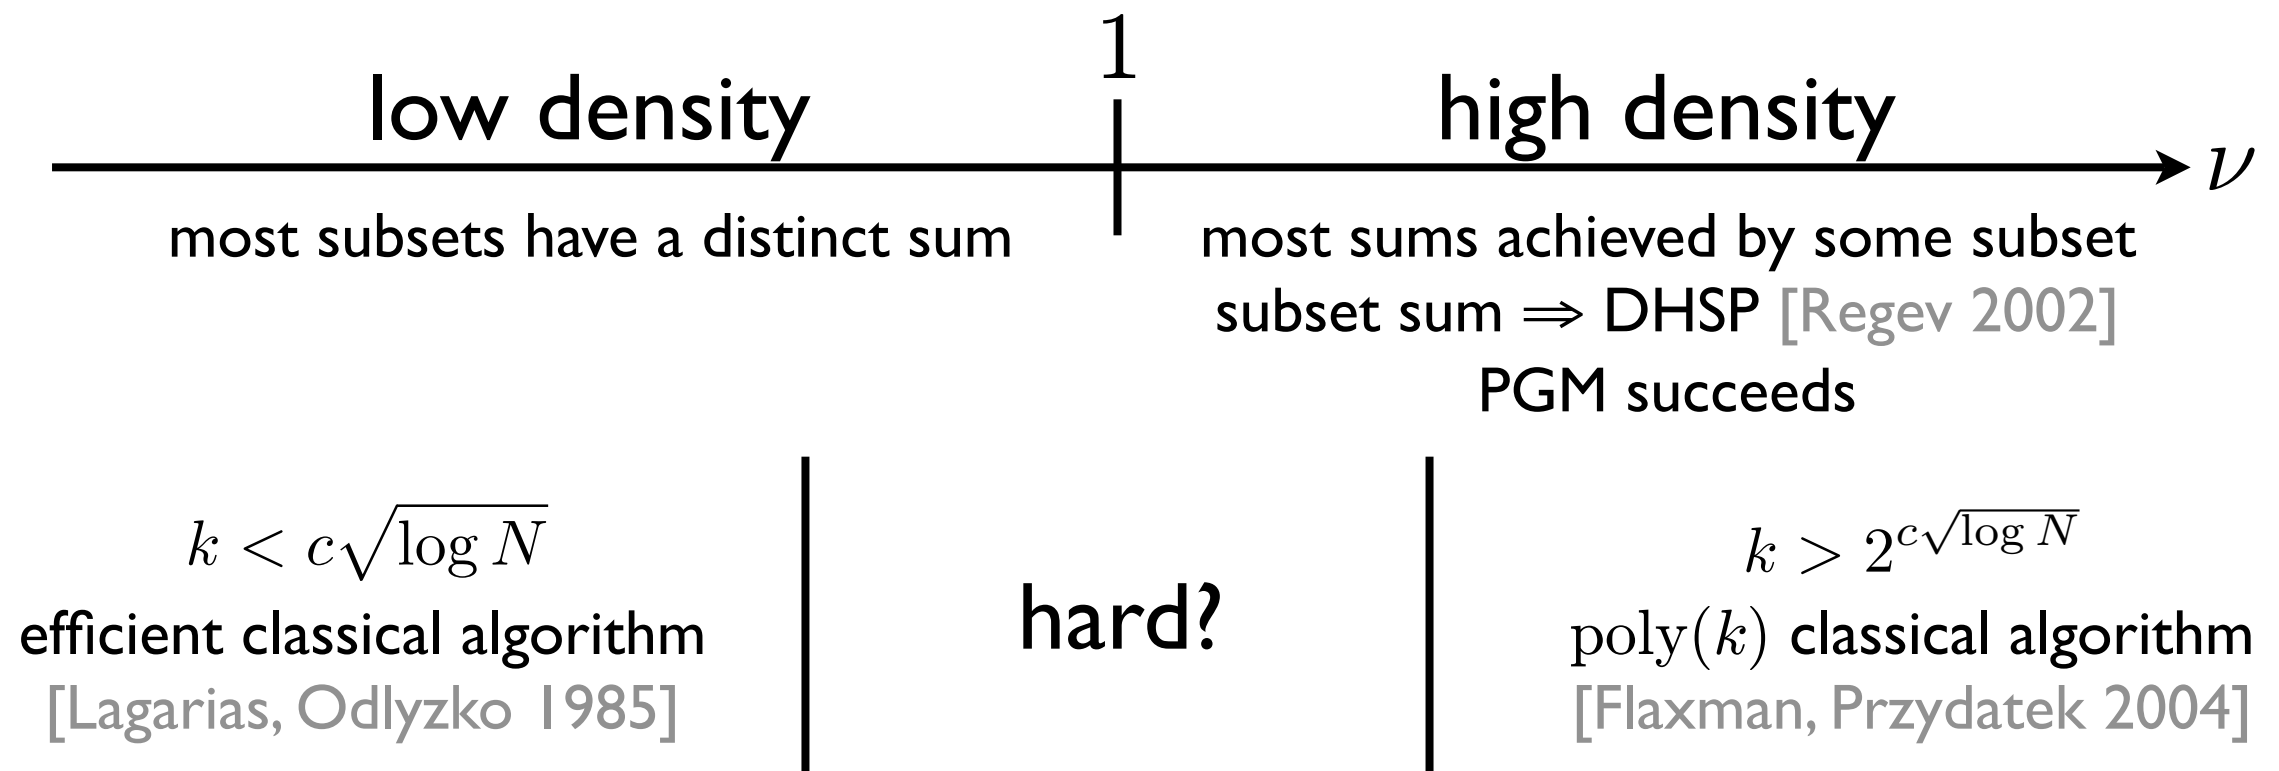 1
low density
high density
ν
most subsets have a distinct sum
most sums achieved by some subset
subset sum ⇒ DHSP [Regev 2002]
PGM succeeds
k < c√log N
efficient classical algorithm
[Lagarias, Odlyzko 1985]
hard?
k > 2^{c√log N}
poly(k) classical algorithm
[Flaxman, Przydatek 2004]